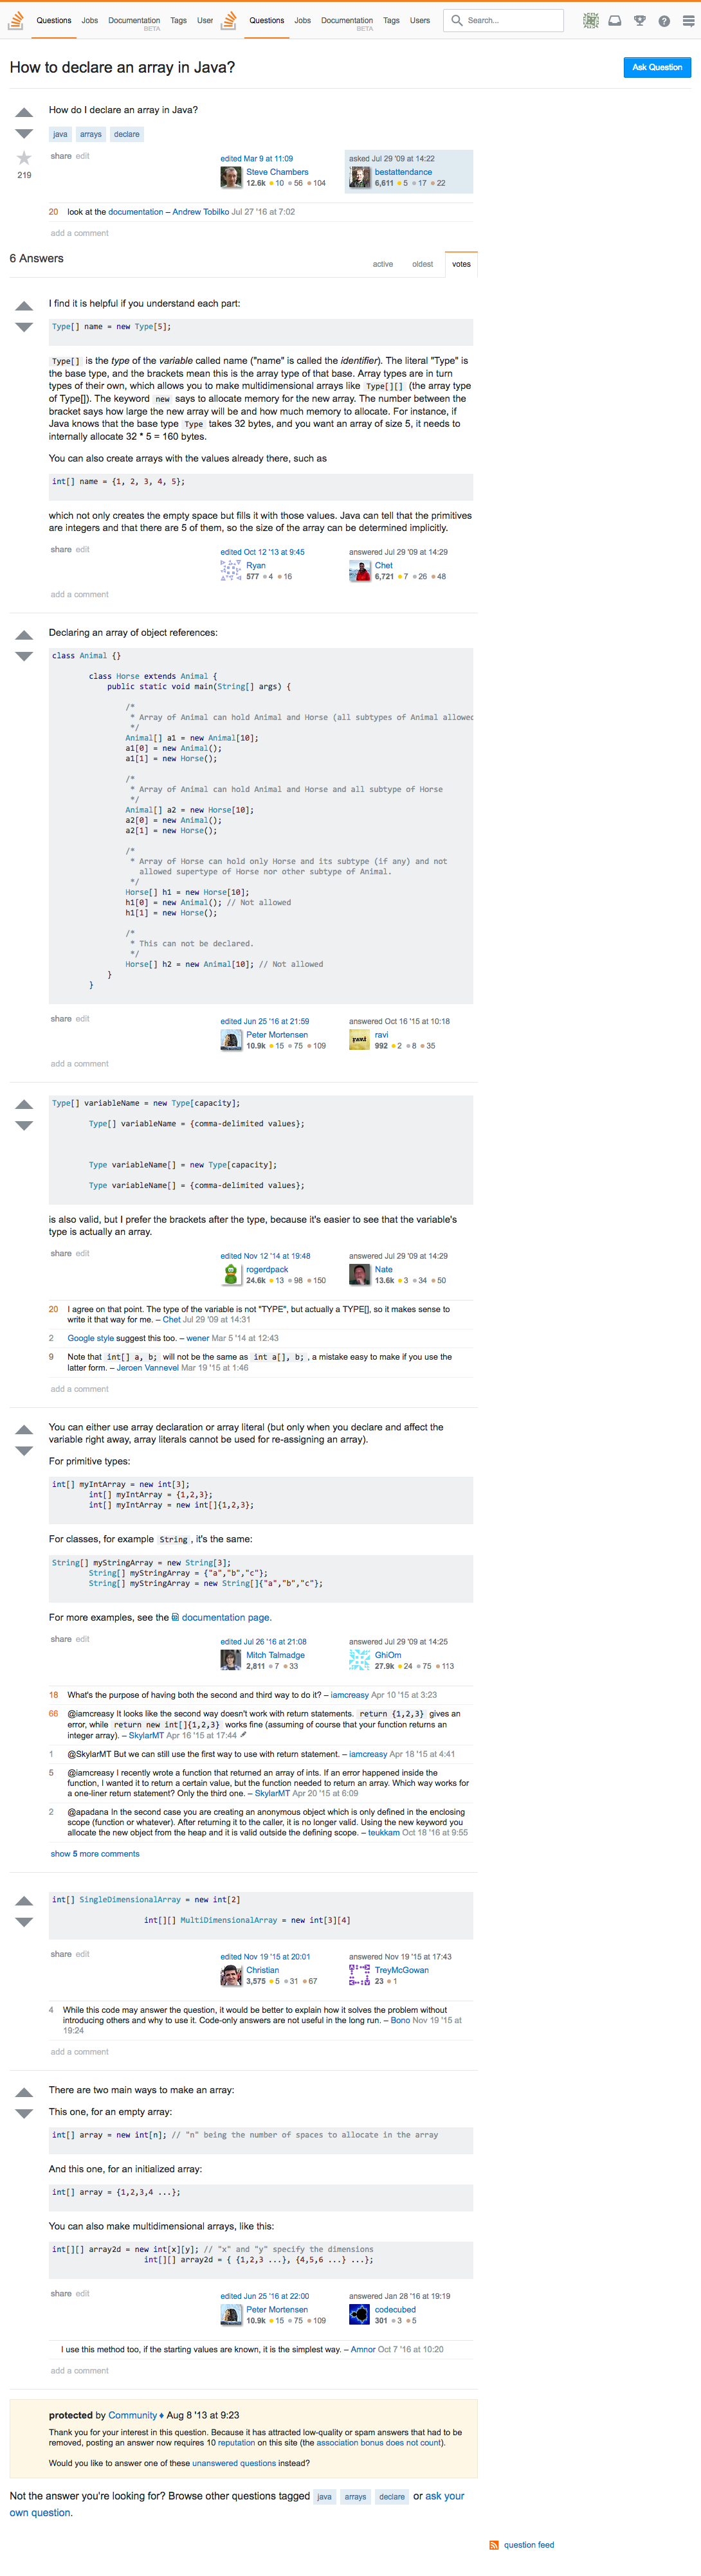 Questions Jobs Documentation Tags User Questions Jobs Documentation Tags Users Search...
BETA BETA
How to declare an array in Java?
Ask Question
How do I declare an array in Java?
java arrays declare
share edit
219
edited Mar 9 at 11:09
Steve Chambers
12.6k 10 56 104
asked Jul 29 '09 at 14:22
bestattendance
6,611 5 17 22
20 look at the documentation – Andrew Tobilko Jul 27 '16 at 7:02
add a comment
6 Answers
active oldest votes
I find it is helpful if you understand each part:
Type[] name = new Type[5];
Type[] is the type of the variable called name ("name" is called the identifier). The literal "Type" is
the base type, and the brackets mean this is the array type of that base. Array types are in turn
types of their own, which allows you to make multidimensional arrays like Type[][] (the array type
of Type[]). The keyword new says to allocate memory for the new array. The number between the
bracket says how large the new array will be and how much memory to allocate. For instance, if
Java knows that the base type Type takes 32 bytes, and you want an array of size 5, it needs to
internally allocate 32 * 5 = 160 bytes.
You can also create arrays with the values already there, such as
int[] name = {1, 2, 3, 4, 5};
which not only creates the empty space but fills it with those values. Java can tell that the primitives
are integers and that there are 5 of them, so the size of the array can be determined implicitly.
share edit
edited Oct 12 '13 at 9:45
Ryan
577 4 16
answered Jul 29 '09 at 14:29
Chet
6,721 7 26 48
add a comment
Declaring an array of object references:
class Animal {}
class Horse extends Animal {
public static void main(String[] args) {
/*
* Array of Animal can hold Animal and Horse (all subtypes of Animal allowed
*/
Animal[] a1 = new Animal[10];
a1[0] = new Animal();
a1[1] = new Horse();
/*
* Array of Animal can hold Animal and Horse and all subtype of Horse
*/
Animal[] a2 = new Horse[10];
a2[0] = new Animal();
a2[1] = new Horse();
/*
* Array of Horse can hold only Horse and its subtype (if any) and not
allowed supertype of Horse nor other subtype of Animal.
*/
Horse[] h1 = new Horse[10];
h1[0] = new Animal(); // Not allowed
h1[1] = new Horse();
/*
* This can not be declared.
*/
Horse[] h2 = new Animal[10]; // Not allowed
}
}
share edit
edited Jun 25 '16 at 21:59
Peter Mortensen
10.9k 15 75 109
answered Oct 16 '15 at 10:18
ravi
992 2 8 35
add a comment
Type[] variableName = new Type[capacity];
Type[] variableName = {comma-delimited values};
Type variableName[] = new Type[capacity];
Type variableName[] = {comma-delimited values};
is also valid, but I prefer the brackets after the type, because it's easier to see that the variable's
type is actually an array.
share edit
edited Nov 12 '14 at 19:48
rogerdpack
24.6k 13 98 150
answered Jul 29 '09 at 14:29
Nate
13.6k 3 34 50
20 I agree on that point. The type of the variable is not "TYPE", but actually a TYPE[], so it makes sense to
write it that way for me. – Chet Jul 29 '09 at 14:31
2 Google style suggest this too. – wener Mar 5 '14 at 12:43
9 Note that int[] a, b; will not be the same as int a[], b; , a mistake easy to make if you use the
latter form. – Jeroen Vannevel Mar 19 '15 at 1:46
add a comment
You can either use array declaration or array literal (but only when you declare and affect the
variable right away, array literals cannot be used for re-assigning an array).
For primitive types:
int[] myIntArray = new int[3];
int[] myIntArray = {1,2,3};
int[] myIntArray = new int[]{1,2,3};
For classes, for example String , it's the same:
String[] myStringArray = new String[3];
String[] myStringArray = {"a","b","c"};
String[] myStringArray = new String[]{"a","b","c"};
For more examples, see the documentation page.
share edit
edited Jul 26 '16 at 21:08
Mitch Talmadge
2,811 7 33
answered Jul 29 '09 at 14:25
GhiOm
27.9k 24 75 113
18 What's the purpose of having both the second and third way to do it? – iamcreasy Apr 10 '15 at 3:23
66 @iamcreasy It looks like the second way doesn't work with return statements. return {1,2,3} gives an
error, while return new int[]{1,2,3} works fine (assuming of course that your function returns an
integer array). – SkylarMT Apr 16 '15 at 17:44
1 @SkylarMT But we can still use the first way to use with return statement. – iamcreasy Apr 18 '15 at 4:41
5 @iamcreasy I recently wrote a function that returned an array of ints. If an error happened inside the
function, I wanted it to return a certain value, but the function needed to return an array. Which way works for
a one-liner return statement? Only the third one. – SkylarMT Apr 20 '15 at 6:09
2 @apadana In the second case you are creating an anonymous object which is only defined in the enclosing
scope (function or whatever). After returning it to the caller, it is no longer valid. Using the new keyword you
allocate the new object from the heap and it is valid outside the defining scope. – teukkam Oct 18 '16 at 9:55
show 5 more comments
int[] SingleDimensionalArray = new int[2]
int[][] MultiDimensionalArray = new int[3][4]
share edit
edited Nov 19 '15 at 20:01
Christian
3,575 5 31 67
answered Nov 19 '15 at 17:43
TreyMcGowan
23 1
4 While this code may answer the question, it would be better to explain how it solves the problem without
introducing others and why to use it. Code-only answers are not useful in the long run. – Bono Nov 19 '15 at
19:24
add a comment
There are two main ways to make an array:
This one, for an empty array:
int[] array = new int[n]; // "n" being the number of spaces to allocate in the array
And this one, for an initialized array:
int[] array = {1,2,3,4 ...};
You can also make multidimensional arrays, like this:
int[][] array2d = new int[x][y]; // "x" and "y" specify the dimensions
int[][] array2d = { {1,2,3 ...}, {4,5,6 ...} ...};
share edit
edited Jun 25 '16 at 22:00
Peter Mortensen
10.9k 15 75 109
answered Jan 28 '16 at 19:19
codecubed
301 3 5
I use this method too, if the starting values are known, it is the simplest way. – Amnor Oct 7 '16 at 10:20
add a comment
protected by Community ♦ Aug 8 '13 at 9:23
Thank you for your interest in this question. Because it has attracted low-quality or spam answers that had to be
removed, posting an answer now requires 10 reputation on this site (the association bonus does not count).
Would you like to answer one of these unanswered questions instead?
Not the answer you're looking for? Browse other questions tagged java arrays declare or ask your
own question.
question feed